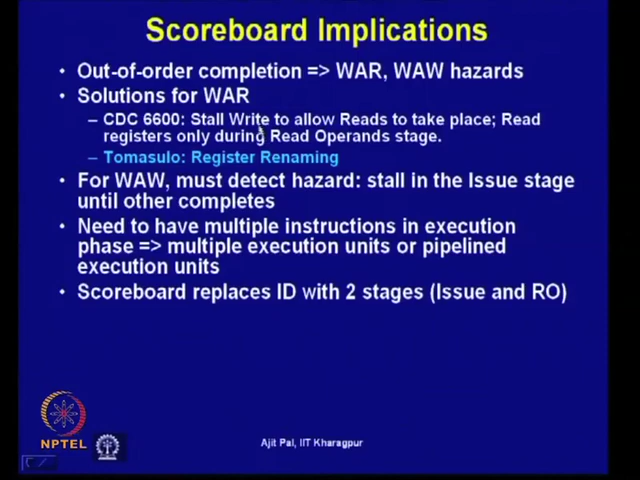 Scoreboard Implications
• Out-of-order completion => WAR, WAW hazards
• Solutions for WAR
– CDC 6600: Stall Write to allow Reads to take place; Read
registers only during Read Operands stage.
– Tomasulo: Register Renaming
• For WAW, must detect hazard: stall in the Issue stage
until other completes
• Need to have multiple instructions in execution
phase => multiple execution units or pipelined
execution units
• Scoreboard replaces ID with 2 stages (Issue and RO)
NPTEL
Ajit Pal, IIT Kharagpur